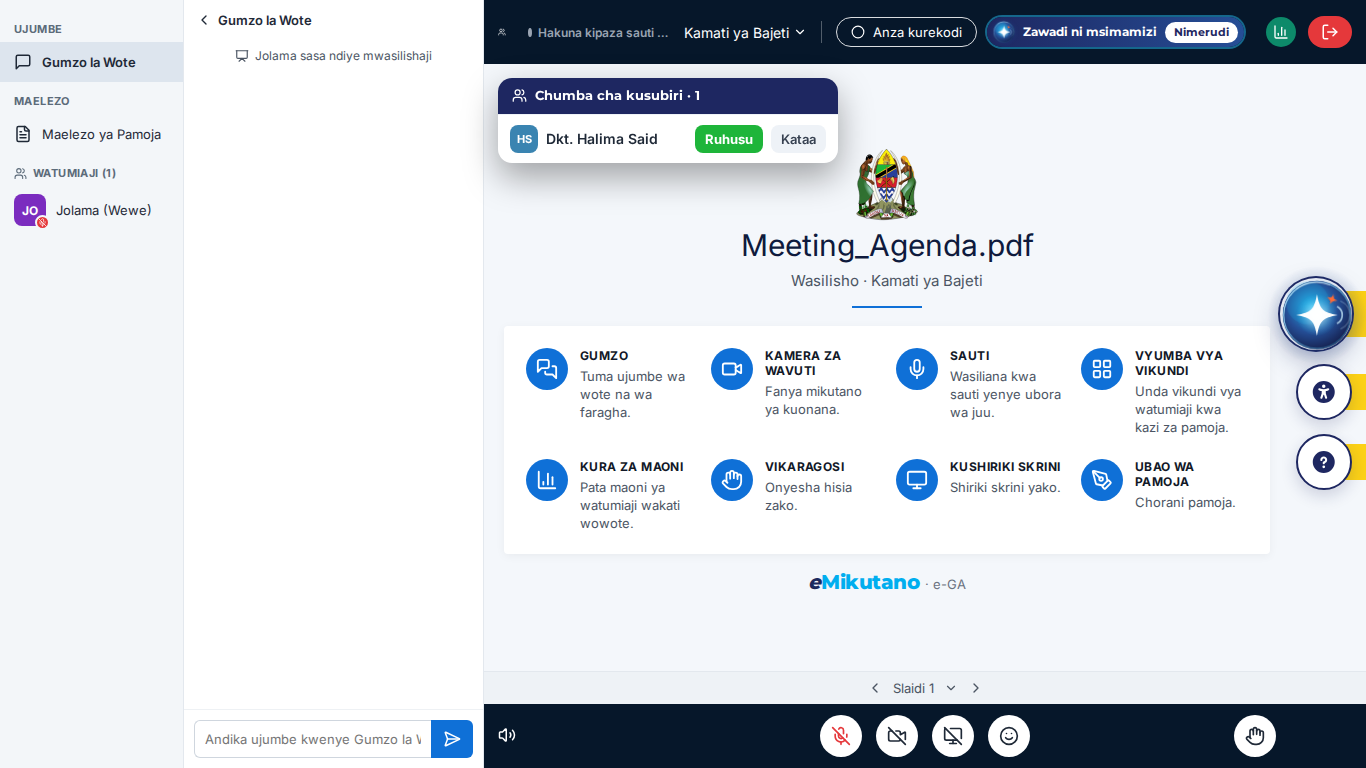 UJUMBE
Gumzo la Wote
MAELEZO
Maelezo ya Pamoja
WATUMIAJI (1)
JO
Jolama (Wewe)
Gumzo la Wote
Jolama sasa ndiye mwasilishaji
Andika ujumbe kwenye Gumzo la W
Hakuna kipaza sauti ...
Kamati ya Bajeti
Anza kurekodi
Zawadi ni msimamizi
Nimerudi
Chumba cha kusubiri · 1
HS
Dkt. Halima Said
Ruhusu
Kataa
Meeting_Agenda.pdf
Wasilisho · Kamati ya Bajeti
GUMZO
Tuma ujumbe wa
wote na wa
faragha.
KAMERA ZA
WAVUTI
Fanya mikutano
ya kuonana.
SAUTI
Wasiliana kwa
sauti yenye ubora
wa juu.
VYUMBA VYA
VIKUNDI
Unda vikundi vya
watumiaji kwa
kazi za pamoja.
KURA ZA MAONI
Pata maoni ya
watumiaji wakati
wowote.
VIKARAGOSI
Onyesha hisia
zako.
KUSHIRIKI SKRINI
Shiriki skrini yako.
UBAO WA
PAMOJA
Chorani pamoja.
eMikutano · e-GA
Slaidi 1